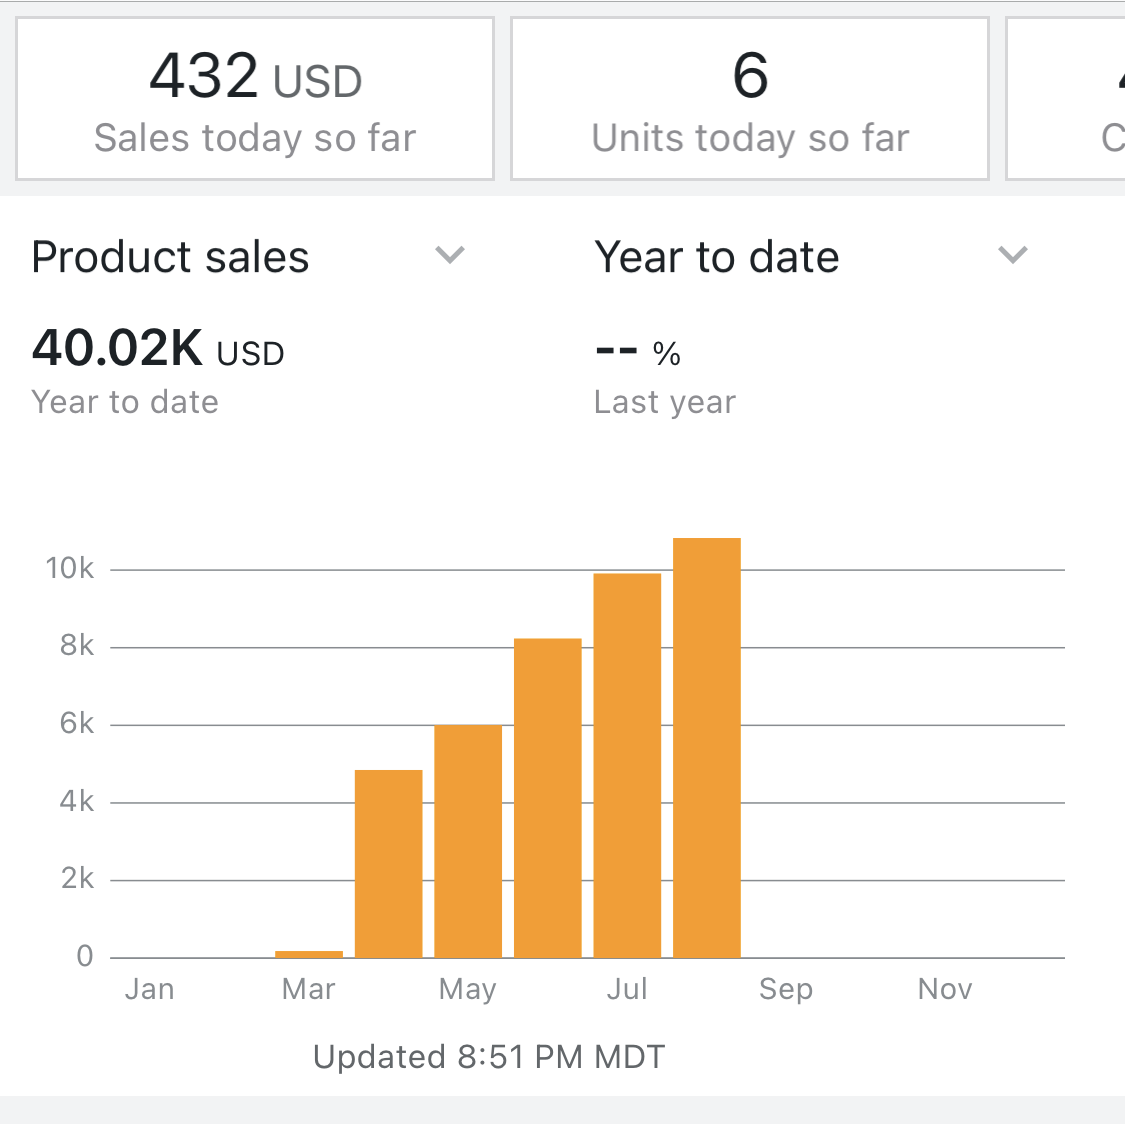 432 USD
Sales today so far
6
Units today so far
Product sales
Year to date
40.02K USD
Year to date
-- %
Last year
10k
8k
6k
4k
2k
0
Jan Mar May Jul Sep Nov
Updated 8:51 PM MDT